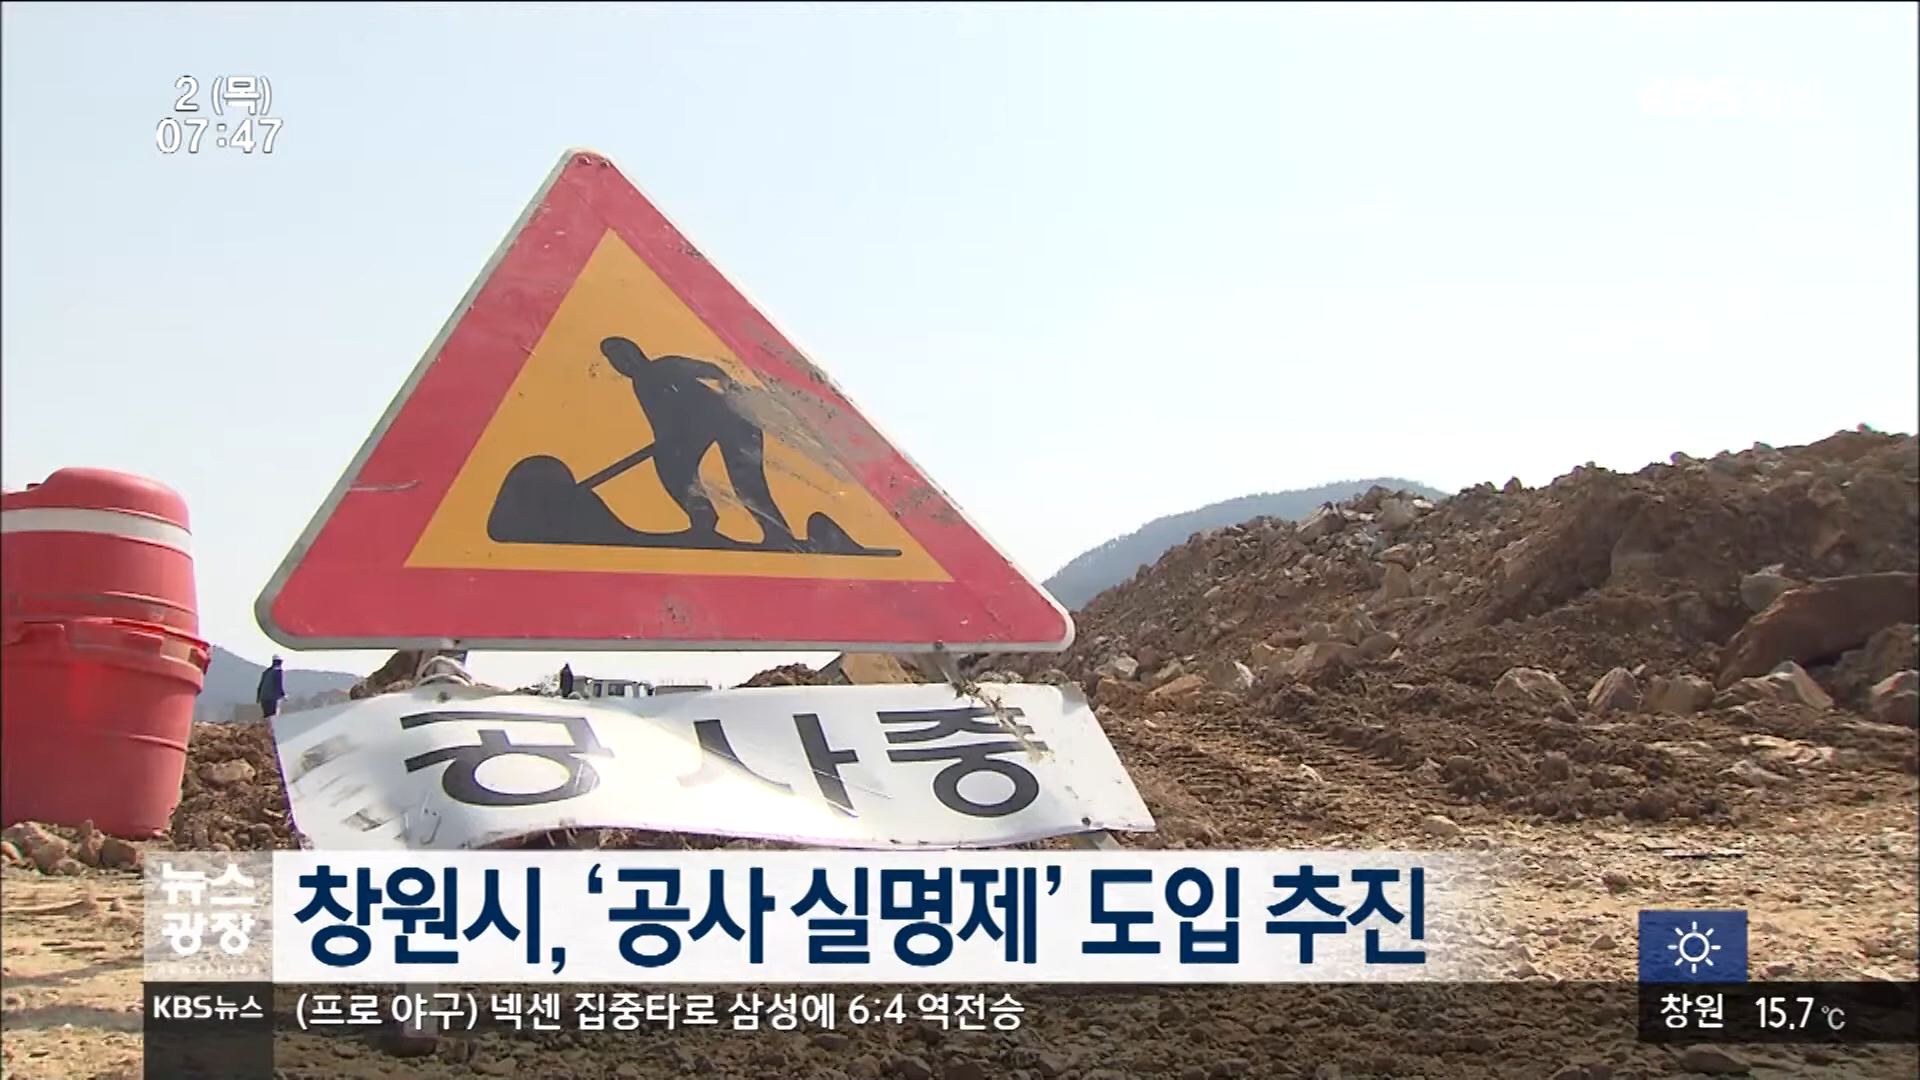 2 (목)
07:47
공사중
뉴스
광장
창원시, ‘공사 실명제’ 도입 추진
KBS뉴스
(프로 야구) 넥센 집중타로 삼성에 6:4 역전승
창원 15.7℃